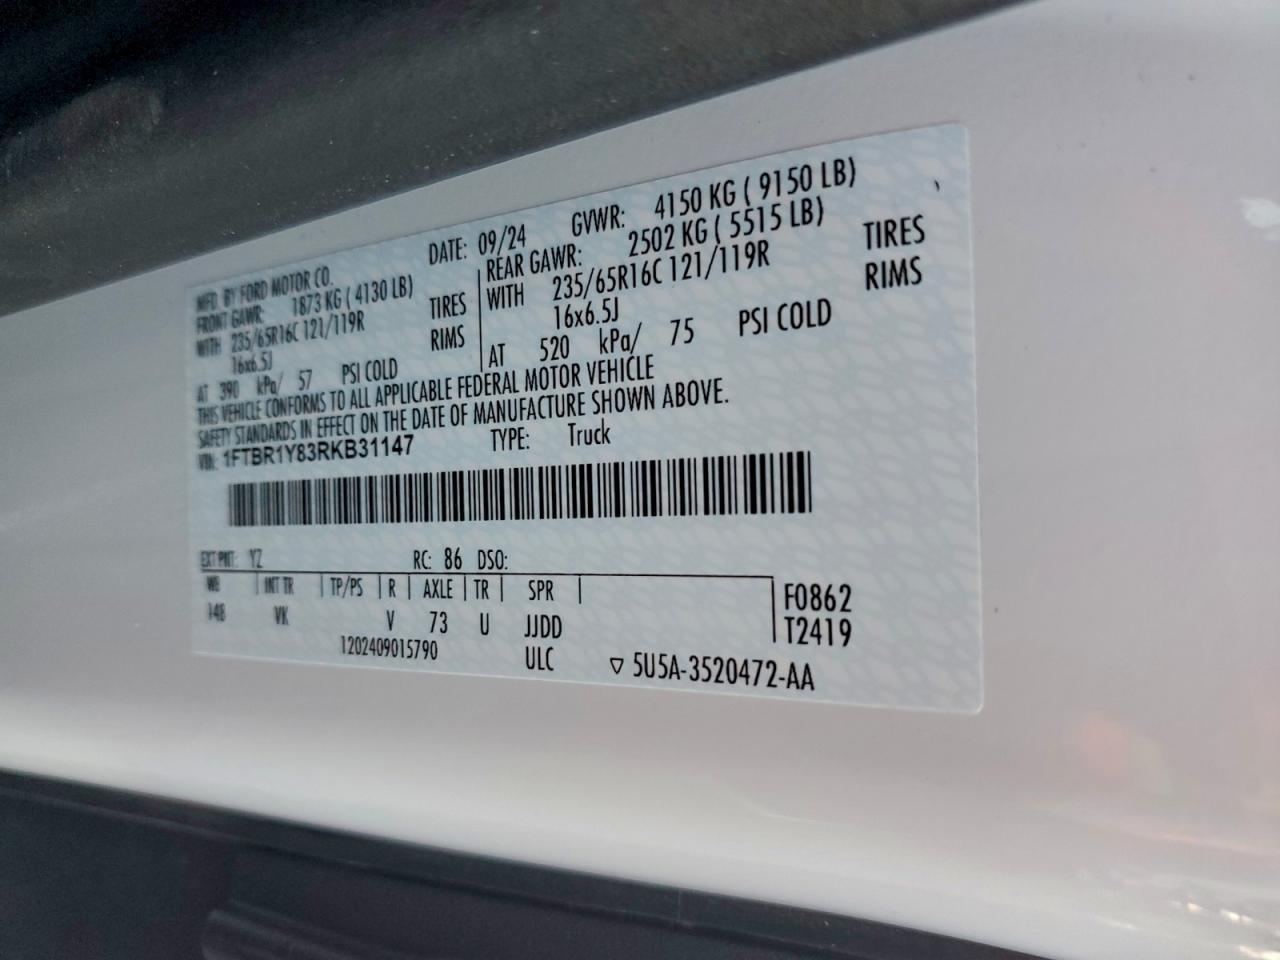 MFD. BY FORD MOTOR CO. DATE: 09/24 GVWR: 4150 KG ( 9150 LB)
FRONT GAWR: 1873 KG ( 4130 LB) REAR GAWR: 2502 KG ( 5515 LB)
WITH 235/65R16C 121/119R TIRES WITH 235/65R16C 121/119R TIRES
16x6.5J RIMS 16x6.5J RIMS
AT 390 kPa/ 57 PSI COLD AT 520 kPa/ 75 PSI COLD
THIS VEHICLE CONFORMS TO ALL APPLICABLE FEDERAL MOTOR VEHICLE
SAFETY STANDARDS IN EFFECT ON THE DATE OF MANUFACTURE SHOWN ABOVE.
VIN: 1FTBR1Y83RKB31147 TYPE: Truck
EXT PNT: YZ RC: 86 DSO:
WB INT TR TP/PS R AXLE TR SPR F0862
148 VK V 73 U JJDD T2419
1202409015790 ULC ▽ 5U5A-3520472-AA